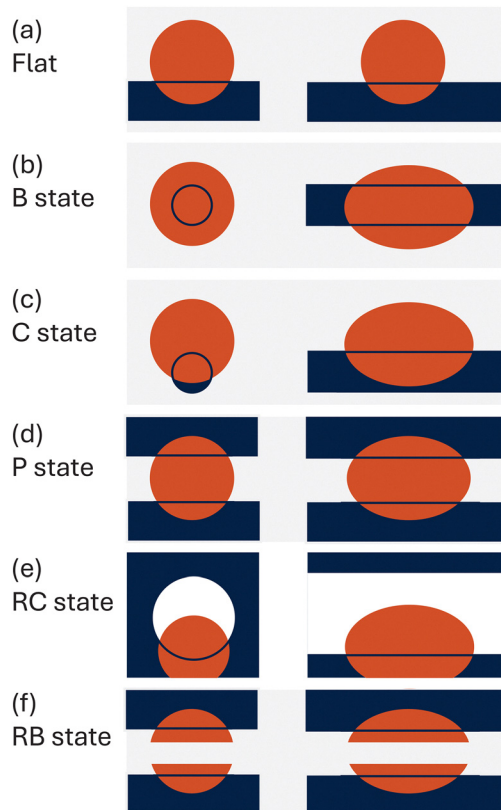 (a)
Flat
(b)
B state
(c)
C state
(d)
P state
(e)
RC state
(f)
RB state